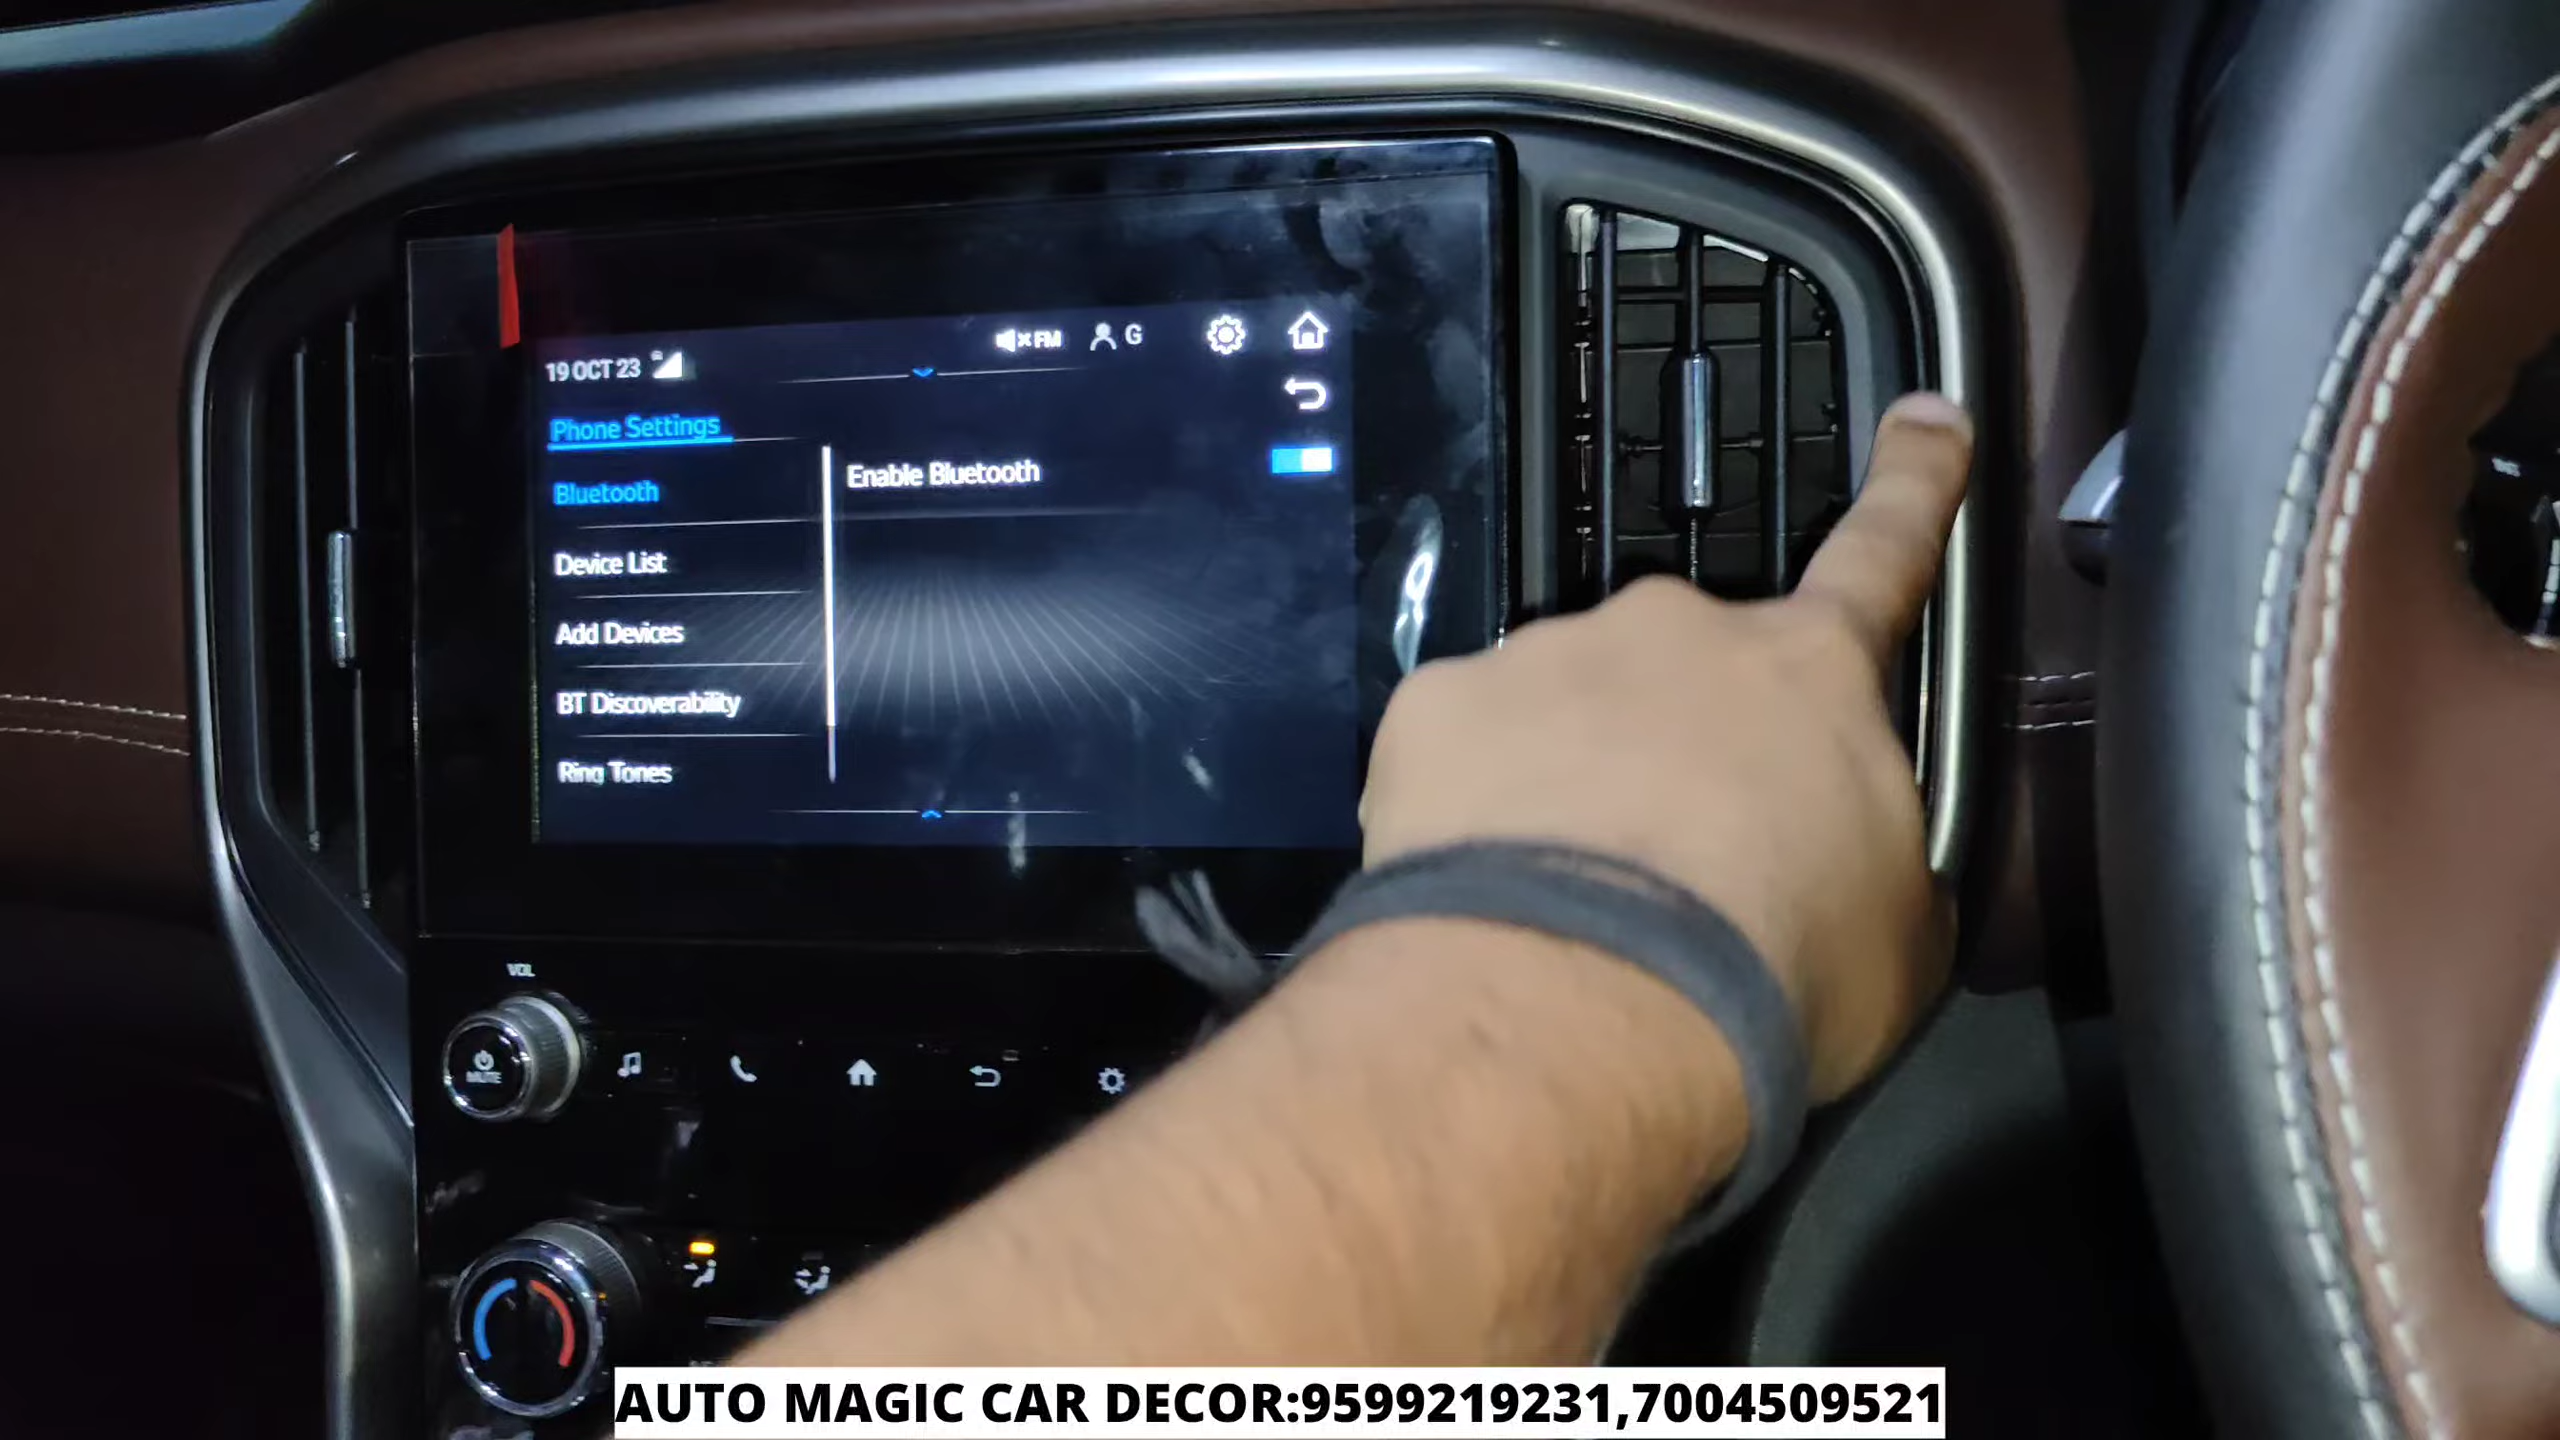 FM G
19 OCT 23
Phone Settings
Bluetooth
Enable Bluetooth
Device List
Add Devices
BT Discoverability
Ring Tones
VOL
MUTE
AUTO MAGIC CAR DECOR:9599219231,7004509521